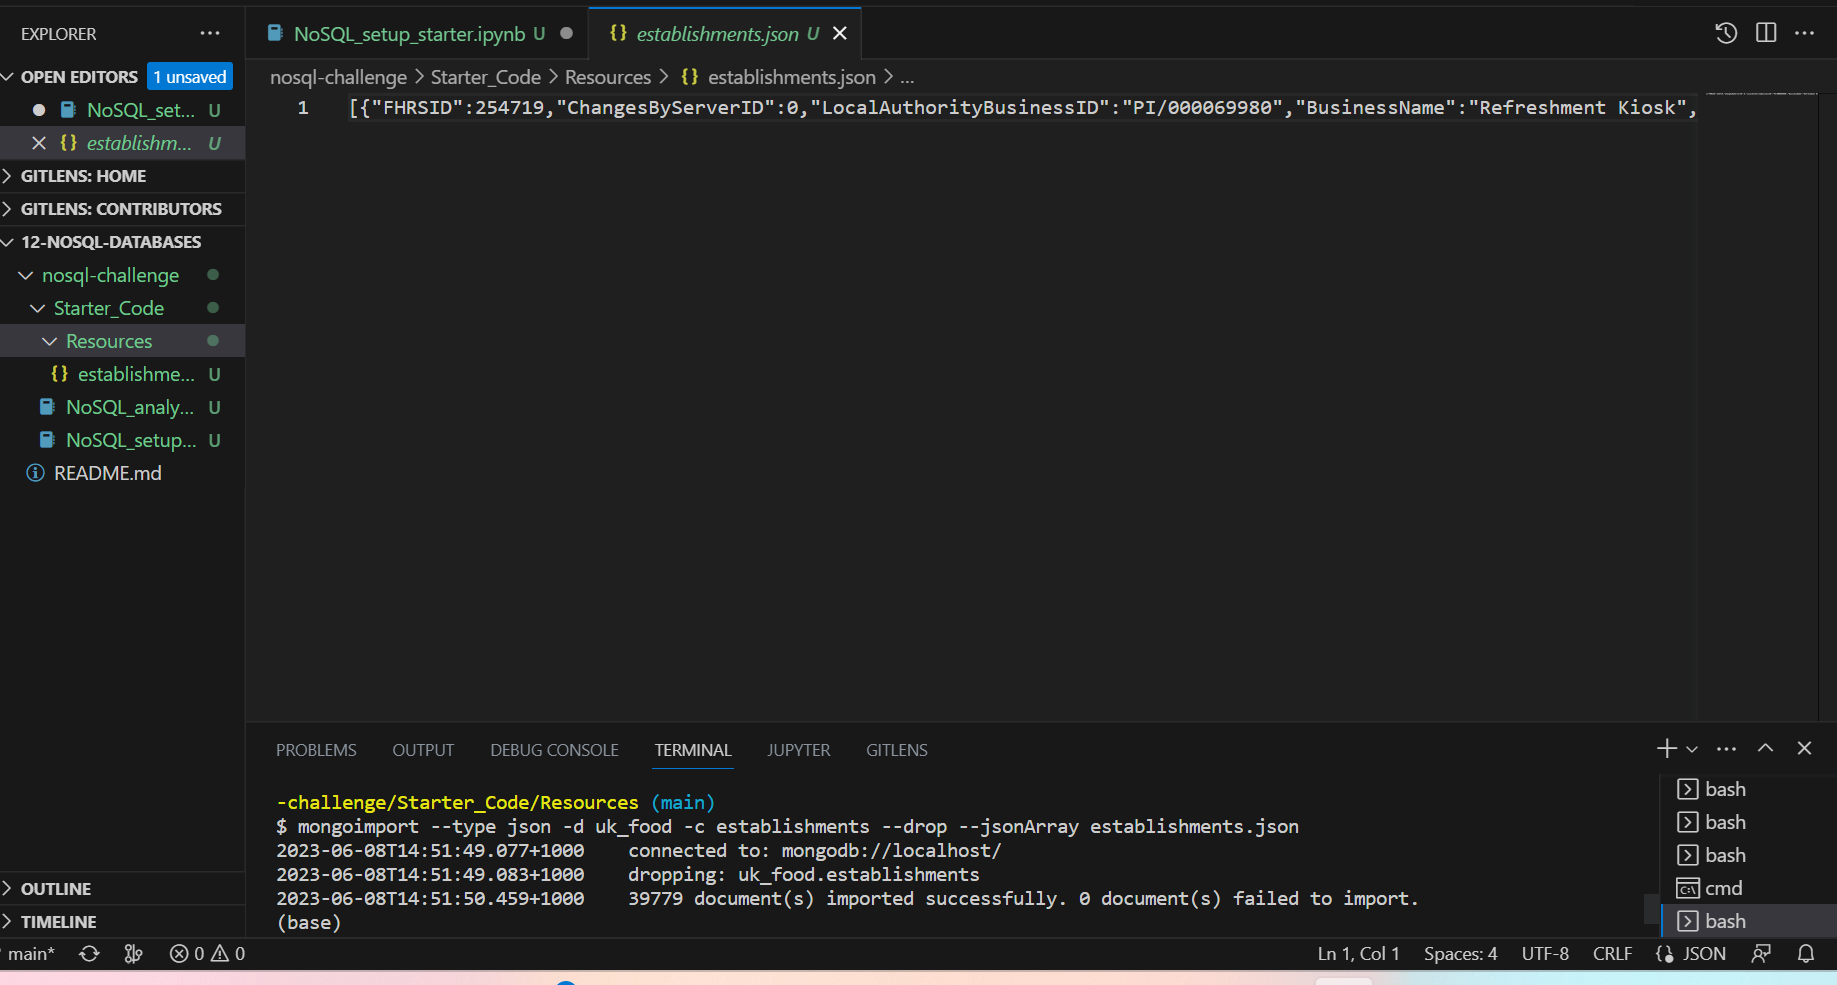 EXPLORER
NoSQL_setup_starter.ipynb U
establishments.json U
OPEN EDITORS 1 unsaved
NoSQL_set... U
establishm... U
GITLENS: HOME
GITLENS: CONTRIBUTORS
12-NOSQL-DATABASES
nosql-challenge
Starter_Code
Resources
establishme... U
NoSQL_analy... U
NoSQL_setup... U
README.md
OUTLINE
TIMELINE
nosql-challenge > Starter_Code > Resources > {} establishments.json > ...
1 [{"FHRSID":254719,"ChangesByServerID":0,"LocalAuthorityBusinessID":"PI/000069980","BusinessName":"Refreshment Kiosk",
PROBLEMS OUTPUT DEBUG CONSOLE TERMINAL JUPYTER GITLENS
-challenge/Starter_Code/Resources (main)
$ mongoimport --type json -d uk_food -c establishments --drop --jsonArray establishments.json
2023-06-08T14:51:49.077+1000 connected to: mongodb://localhost/
2023-06-08T14:51:49.083+1000 dropping: uk_food.establishments
2023-06-08T14:51:50.459+1000 39779 document(s) imported successfully. 0 document(s) failed to import.
(base)
bash
bash
bash
cmd
bash
main* 0 0 Ln 1, Col 1 Spaces: 4 UTF-8 CRLF JSON